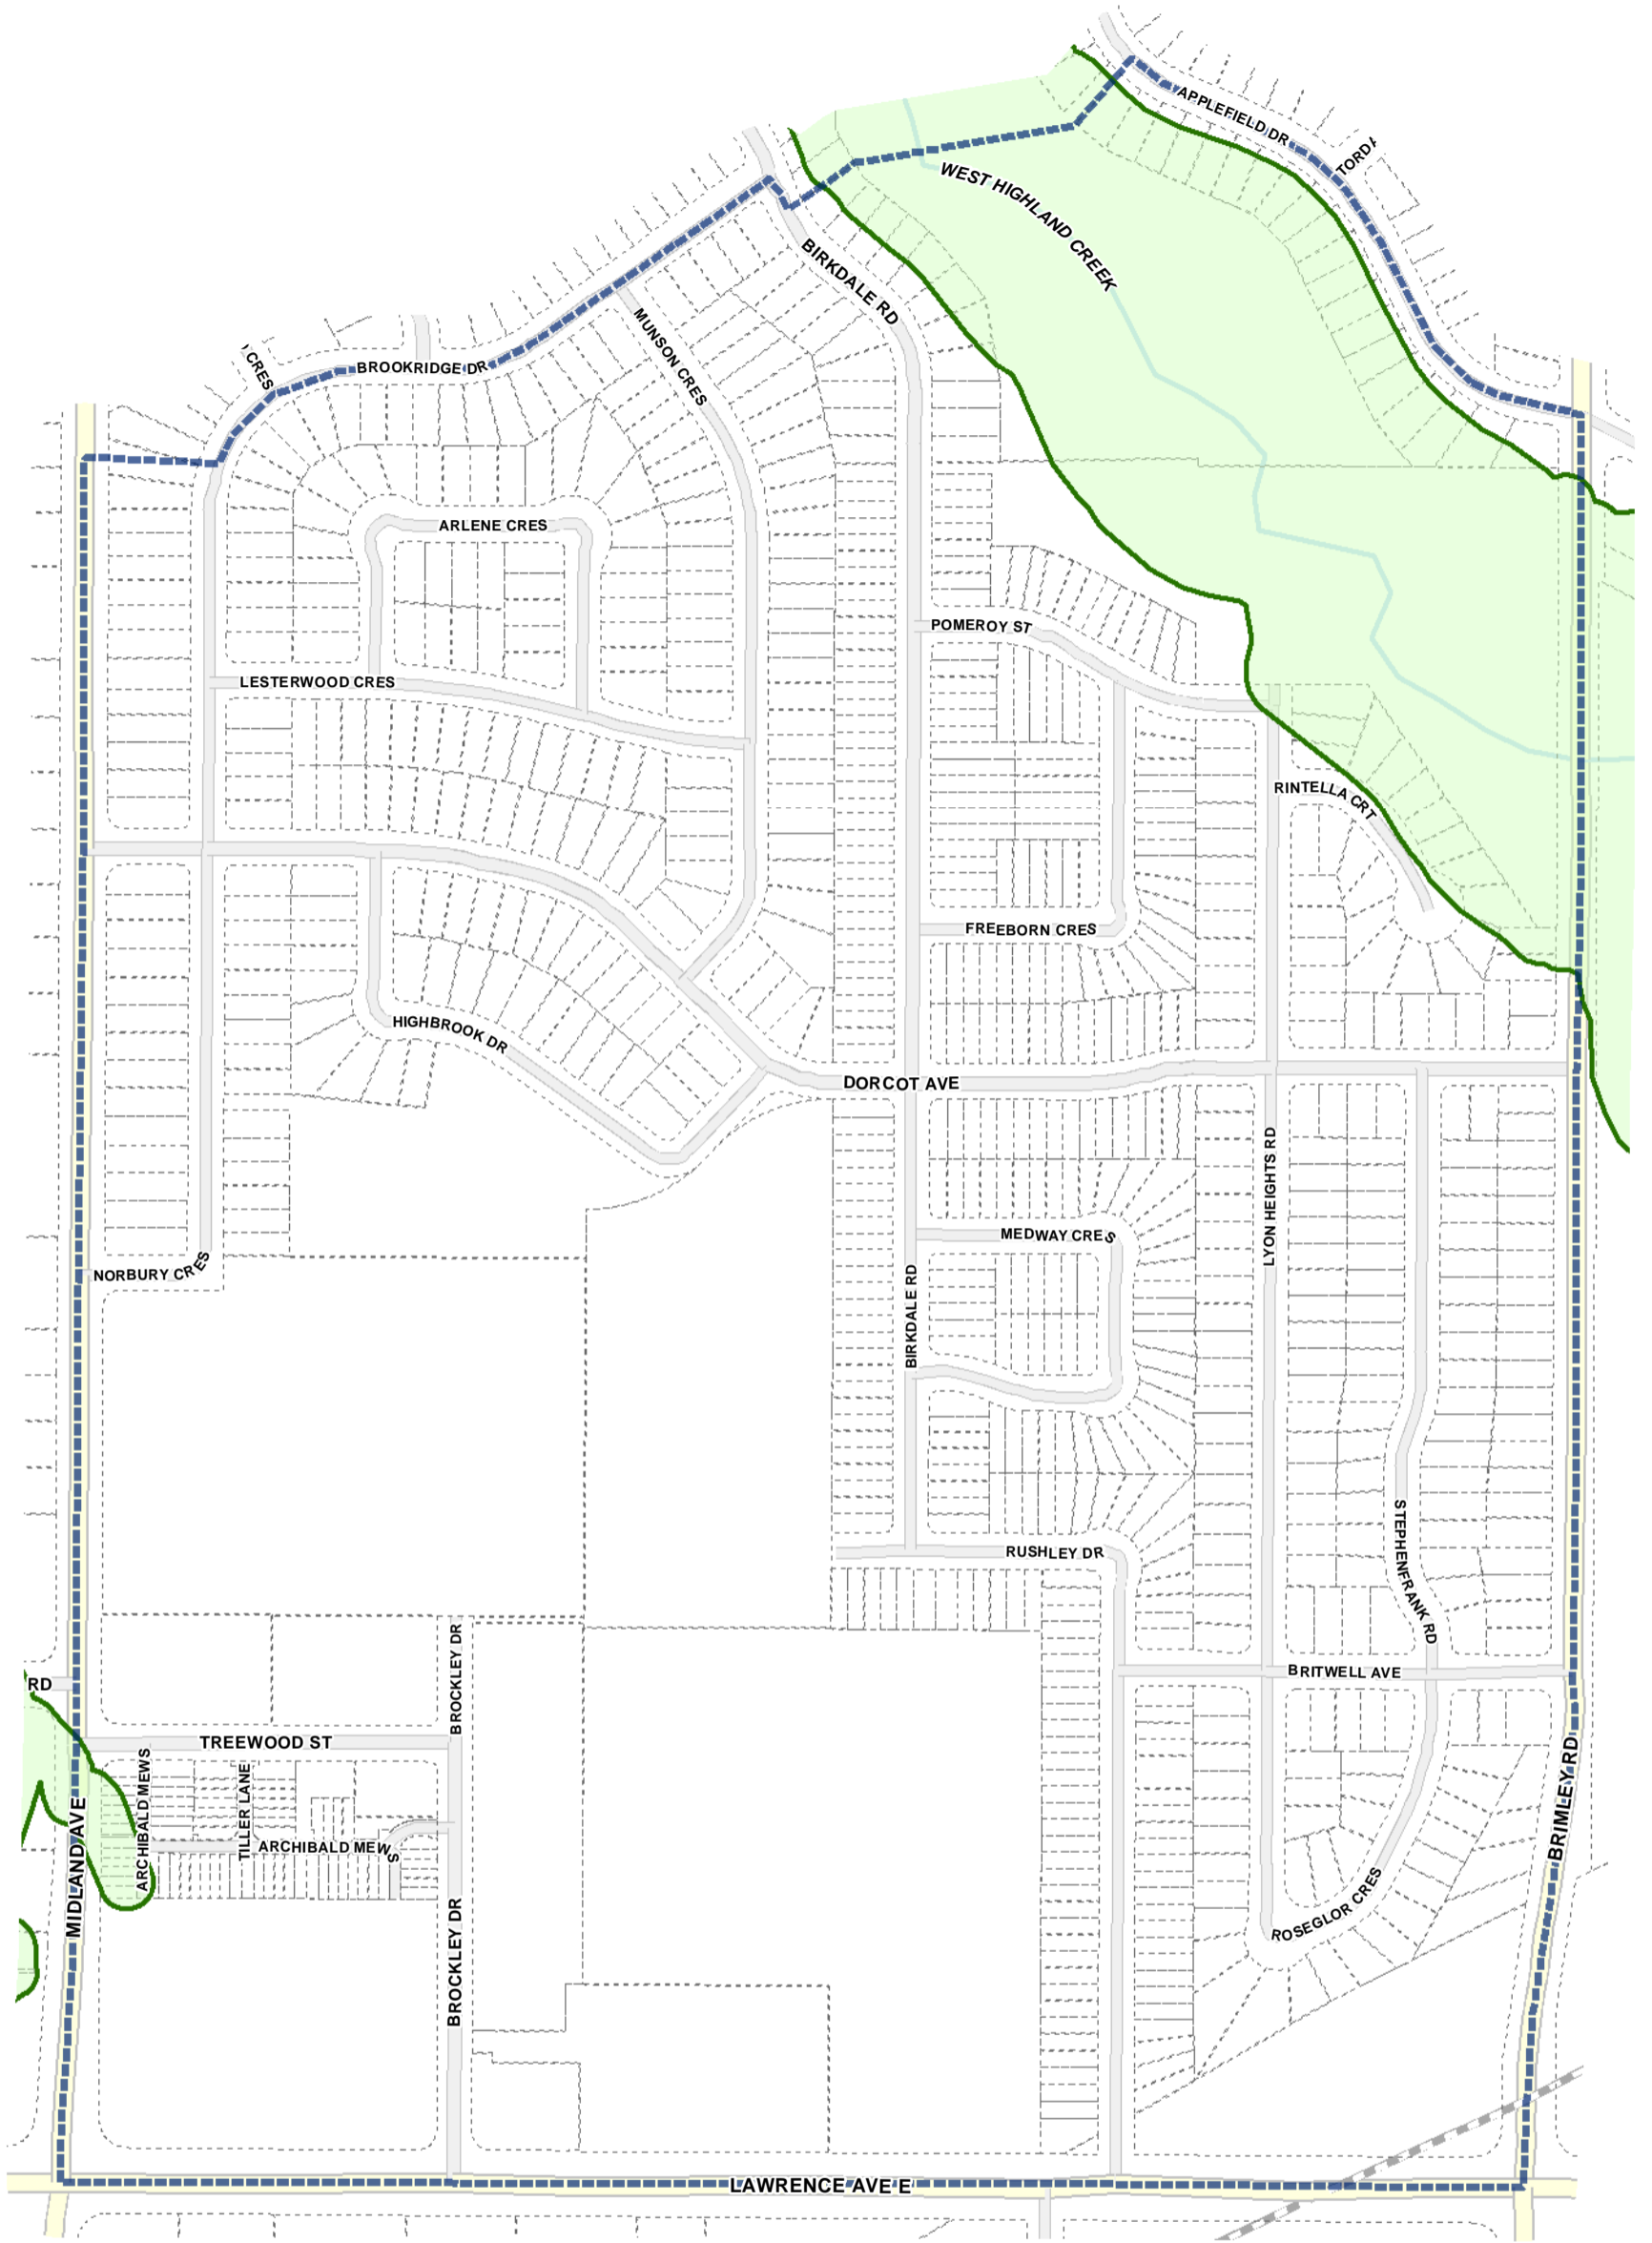 APPLEFIELD DR
WEST HIGHLAND CREEK
BIRKDALE RD
MUNSON CRES
CRES
BROOKRIDGE DR
ARLENE CRES
POMEROY ST
LESTERWOOD CRES
RINTELLA CRT
FREEBORN CRES
HIGHBROOK DR
DORCOT AVE
LYON HEIGHTS RD
MEDWAY CRES
NORBURY CRES
BIRKDALE RD
STEPHENFRANK RD
RUSHLEY DR
BROCKLEY DR
BRITWELL AVE
RD
TREEWOOD ST
ARCHIBALD MEWS
TILLER LANE
BRIMLEY RD
ARCHIBALD MEWS
MIDLAND AVE
ROSEGLOR CRES
BROCKLEY DR
LAWRENCE AVE E